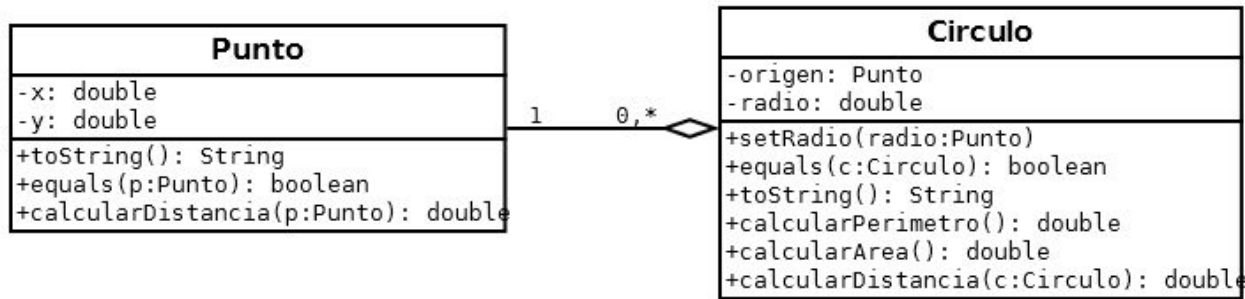 Punto
-x: double
-y: double
+toString(): String
+equals(p:Punto): boolean
+calcularDistancia(p:Punto): double
1
0,*
Circulo
-origen: Punto
-radio: double
+setRadio(radio:Punto)
+equals(c:Circulo): boolean
+toString(): String
+calcularPerimetro(): double
+calcularArea(): double
+calcularDistancia(c:Circulo): double